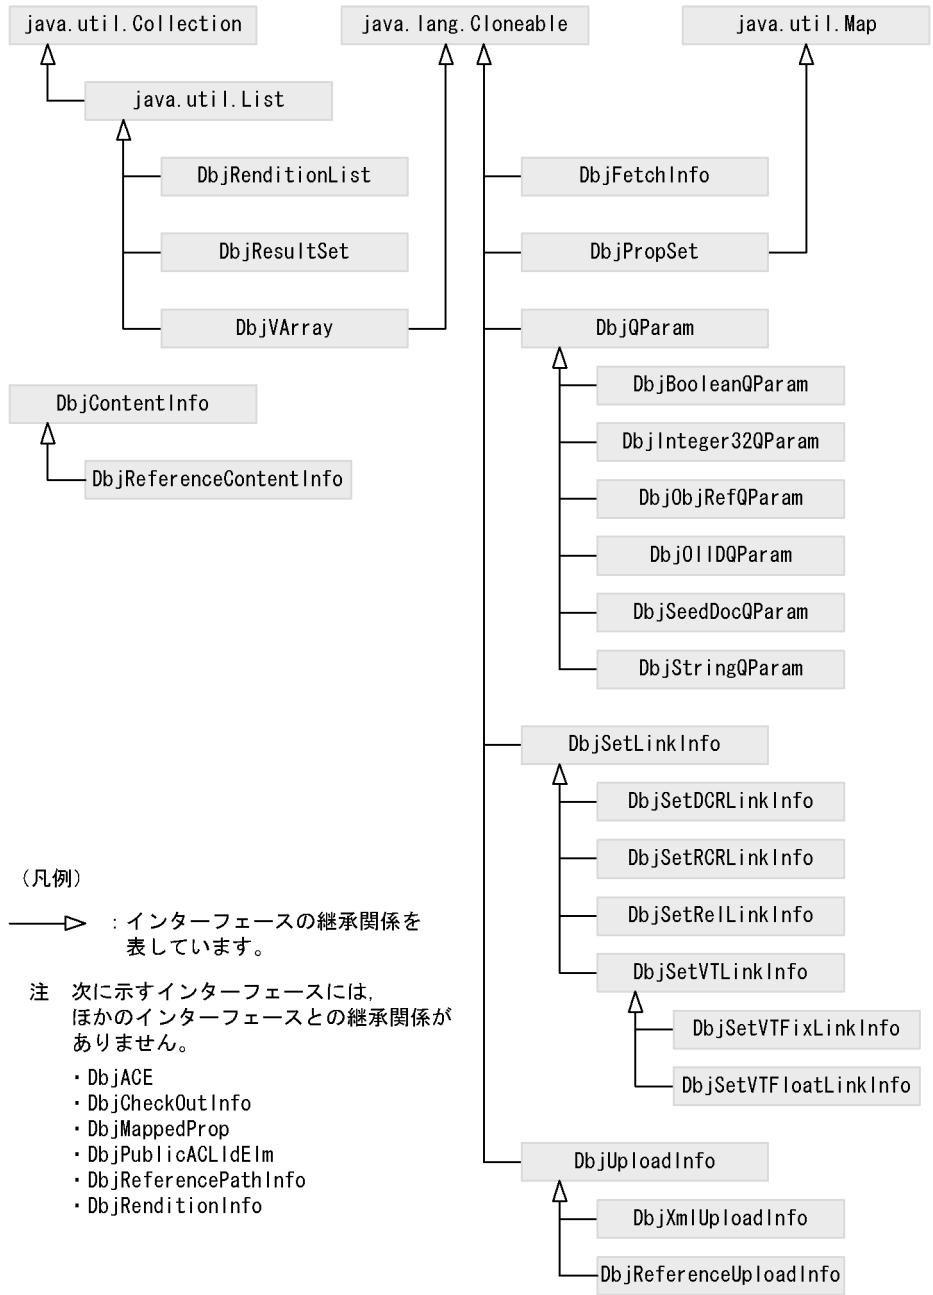 java.util.Collection
java.lang.Cloneable
java.util.Map
java.util.List
DbjRenditionList
DbjFetchInfo
DbjResultSet
DbjPropSet
DbjVArray
DbjQParam
DbjBooleanQParam
DbjContentInfo
DbjInteger32QParam
DbjReferenceContentInfo
DbjObjRefQParam
DbjOIIDQParam
DbjSeedDocQParam
DbjStringQParam
DbjSetLinkInfo
DbjSetDCRLinkInfo
DbjSetRCRLinkInfo
DbjSetRelLinkInfo
DbjSetVTLinkInfo
DbjSetVTFixLinkInfo
DbjSetVTFloatLinkInfo
DbjUploadInfo
DbjXmlUploadInfo
DbjReferenceUploadInfo
（凡例）
：インターフェースの継承関係を
表しています。
注　次に示すインターフェースには，
ほかのインターフェースとの継承関係が
ありません。
・DbjACE
・DbjCheckOutInfo
・DbjMappedProp
・DbjPublicACLIdElm
・DbjReferencePathInfo
・DbjRenditionInfo